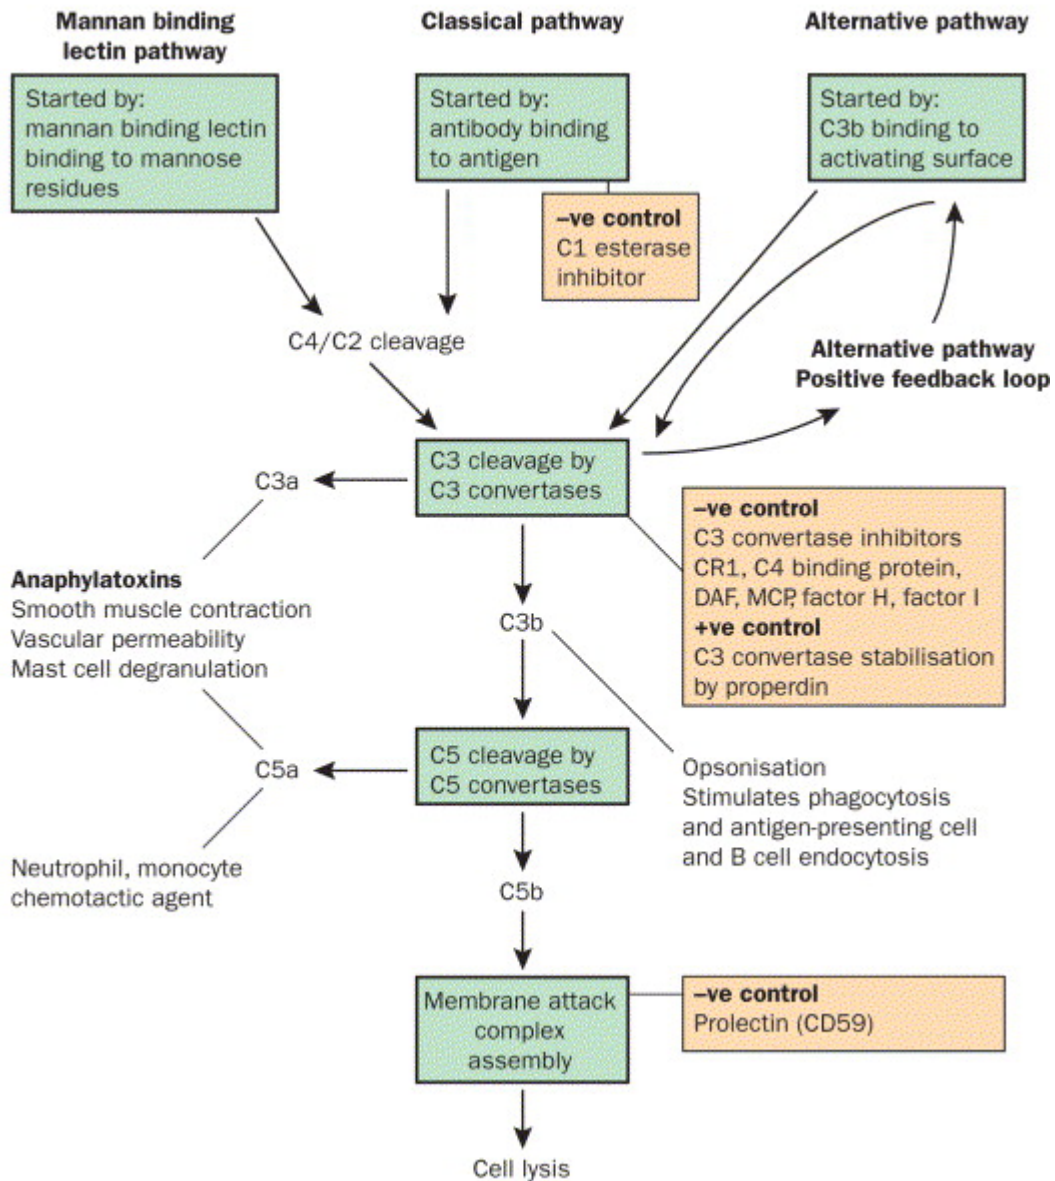 Mannan binding
lectin pathway
Classical pathway
Alternative pathway
Started by:
mannan binding lectin
binding to mannose
residues
Started by:
antibody binding
to antigen
Started by:
C3b binding to
activating surface
–ve control
C1 esterase
inhibitor
C4/C2 cleavage
Alternative pathway
Positive feedback loop
C3 cleavage by
C3 convertases
C3a
–ve control
C3 convertase inhibitors
CR1, C4 binding protein,
DAF, MCP, factor H, factor I
+ve control
C3 convertase stabilisation
by properdin
Anaphylatoxins
Smooth muscle contraction
Vascular permeability
Mast cell degranulation
C3b
C5 cleavage by
C5 convertases
C5a
Opsonisation
Stimulates phagocytosis
and antigen-presenting cell
and B cell endocytosis
Neutrophil, monocyte
chemotactic agent
C5b
Membrane attack
complex
assembly
–ve control
Prolectin (CD59)
Cell lysis